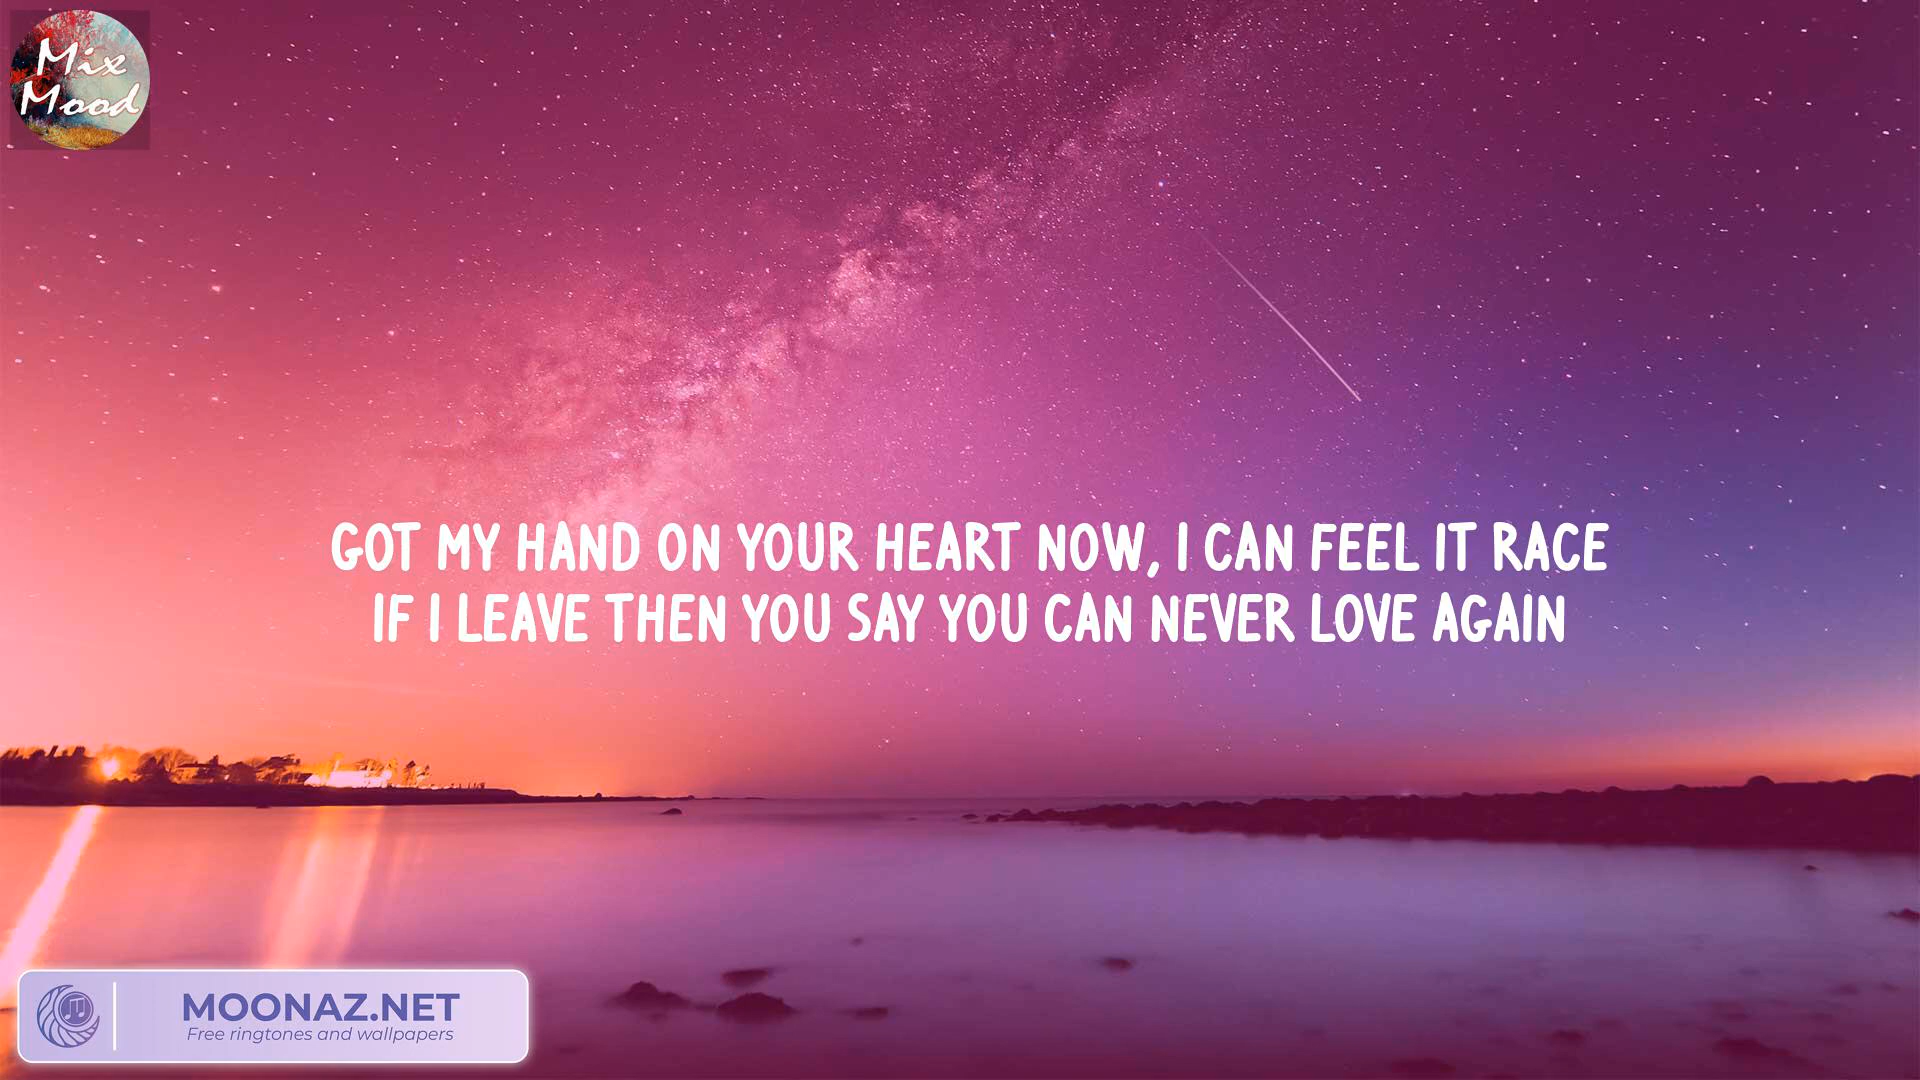 Mix
Mood
GOT MY HAND ON YOUR HEART NOW, I CAN FEEL IT RACE
IF I LEAVE THEN YOU SAY YOU CAN NEVER LOVE AGAIN
MOONAZ.NET
Free ringtones and wallpapers